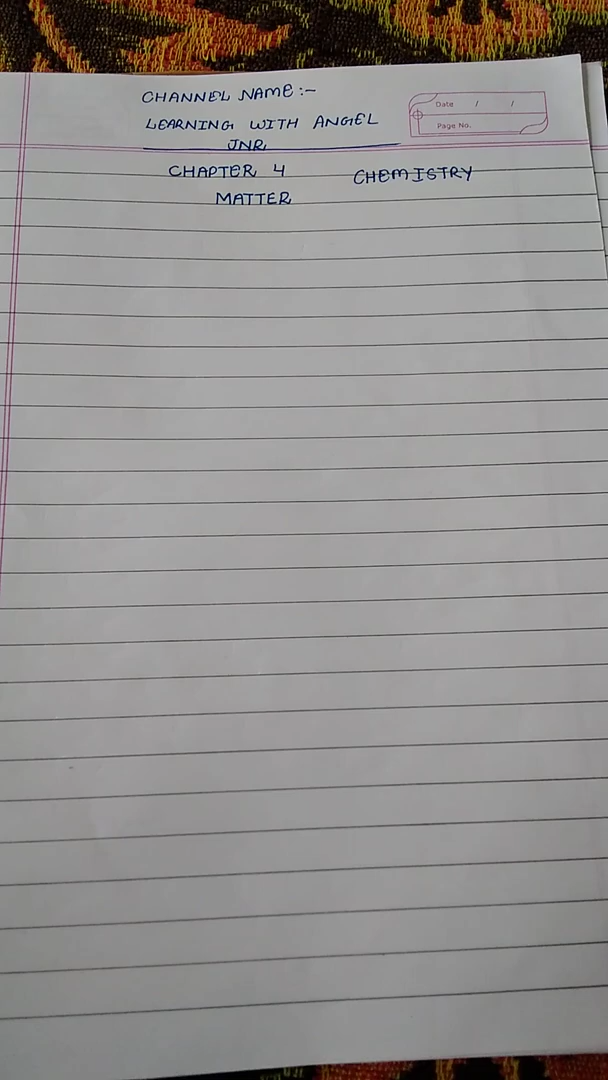 CHANNEL NAME :-
LEARNING WITH ANGEL
JNR
Date / /
Page No.
CHAPTER 4 CHEMISTRY
MATTER